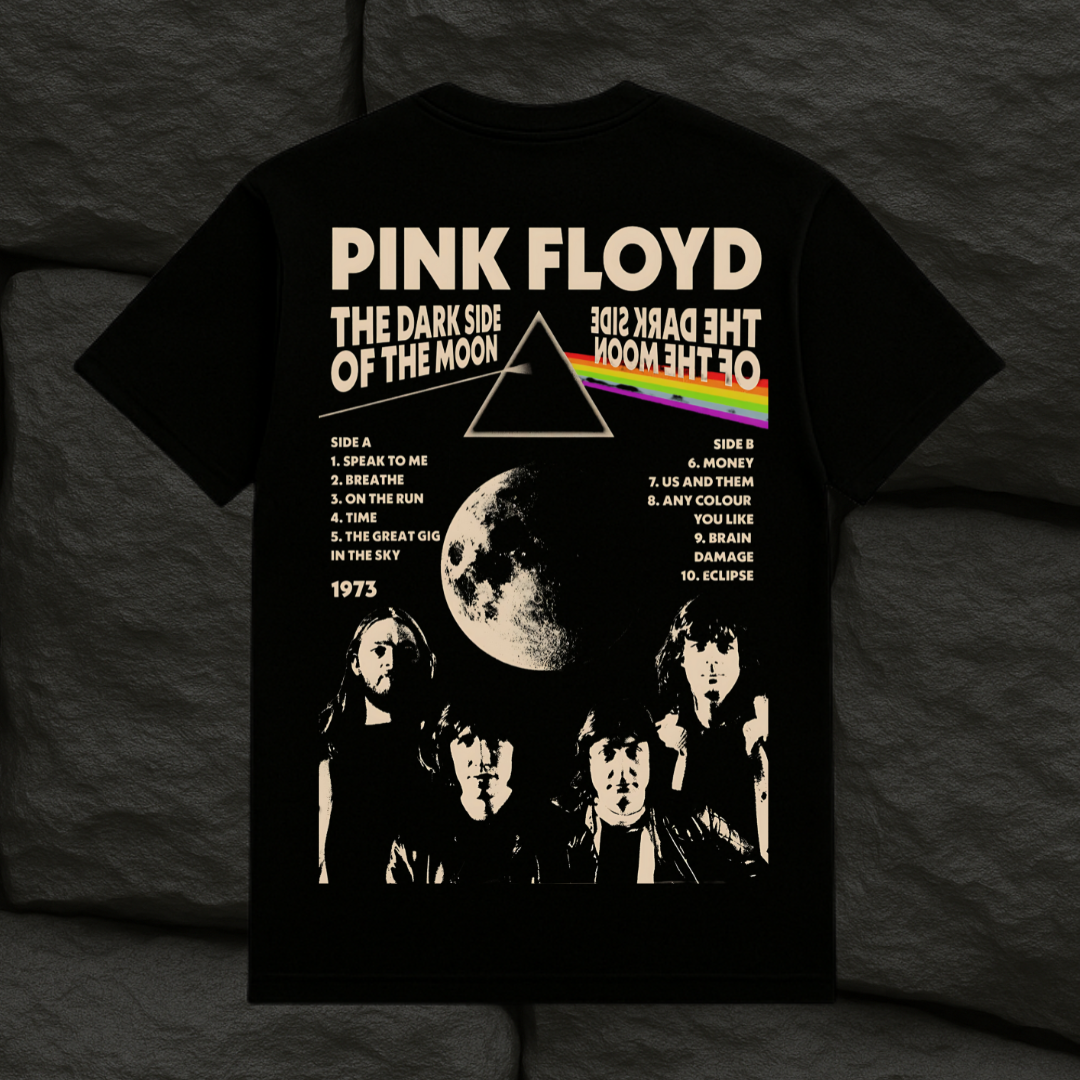 PINK FLOYD
THE DARK SIDE
OF THE MOON
THE DARK SIDE
OF THE MOON
SIDE A
1. SPEAK TO ME
2. BREATHE
3. ON THE RUN
4. TIME
5. THE GREAT GIG
IN THE SKY
1973
SIDE B
6. MONEY
7. US AND THEM
8. ANY COLOUR
YOU LIKE
9. BRAIN
DAMAGE
10. ECLIPSE